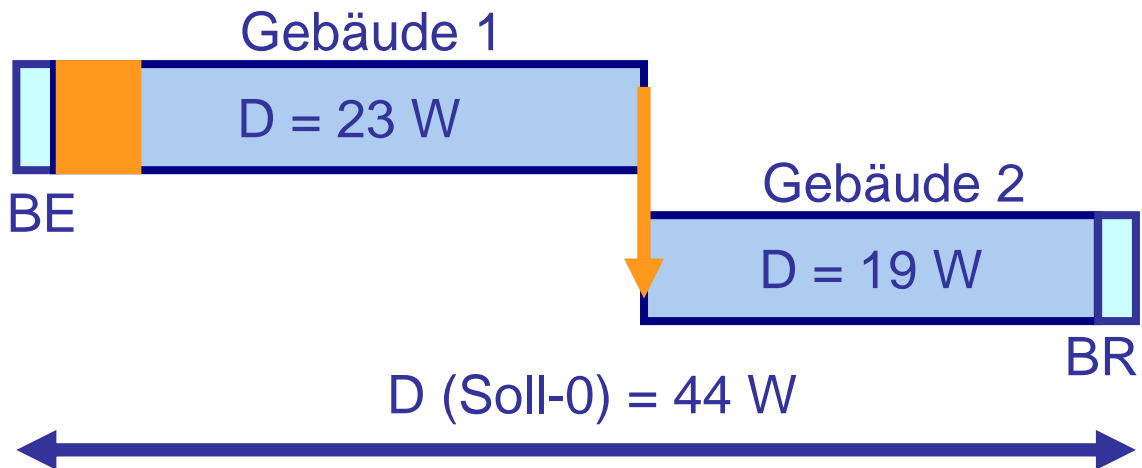 Gebäude 1
D = 23 W
BE
Gebäude 2
D = 19 W
BR
D (Soll-0) = 44 W